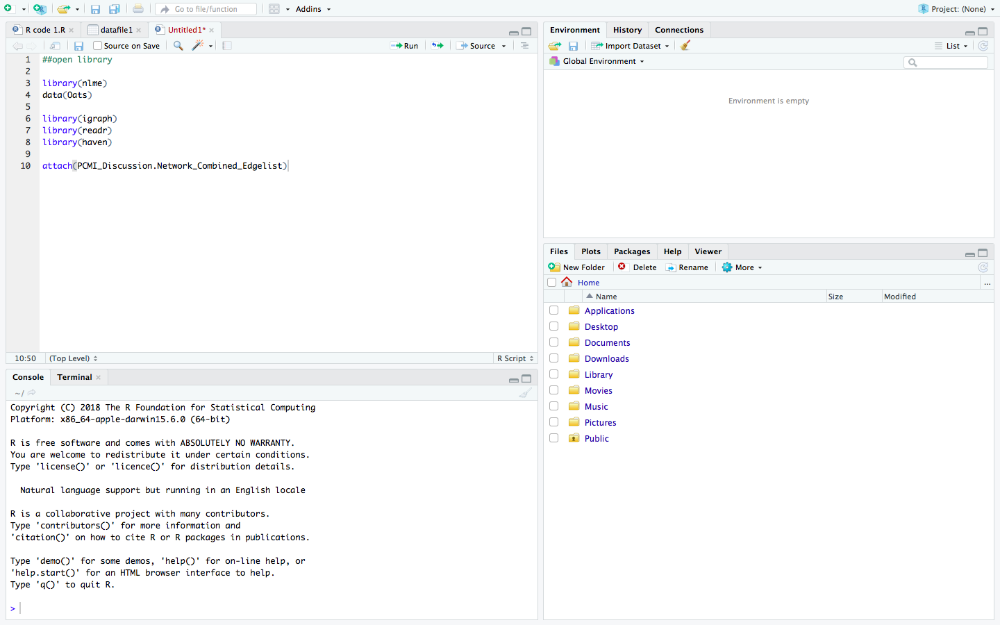 Go to file/function
Addins
Project: (None)
R code 1.R
datafile1
Untitled1*
Source on Save
Run
Source
1 ##open library
2
3 library(nlme)
4 data(Oats)
5
6 library(igraph)
7 library(readr)
8 library(haven)
9
10 attach(PCMI_Discussion.Network_Combined_Edgelist)
10:50
(Top Level)
R Script
Console
Terminal
~/
Copyright (C) 2018 The R Foundation for Statistical Computing
Platform: x86_64-apple-darwin15.6.0 (64-bit)
R is free software and comes with ABSOLUTELY NO WARRANTY.
You are welcome to redistribute it under certain conditions.
Type 'license()' or 'licence()' for distribution details.
Natural language support but running in an English locale
R is a collaborative project with many contributors.
Type 'contributors()' for more information and
'citation()' on how to cite R or R packages in publications.
Type 'demo()' for some demos, 'help()' for on-line help, or
'help.start()' for an HTML browser interface to help.
Type 'q()' to quit R.
>
Environment
History
Connections
Import Dataset
List
Global Environment
Environment is empty
Files
Plots
Packages
Help
Viewer
New Folder
Delete
Rename
More
Home
...
Name
Size
Modified
Applications
Desktop
Documents
Downloads
Library
Movies
Music
Pictures
Public